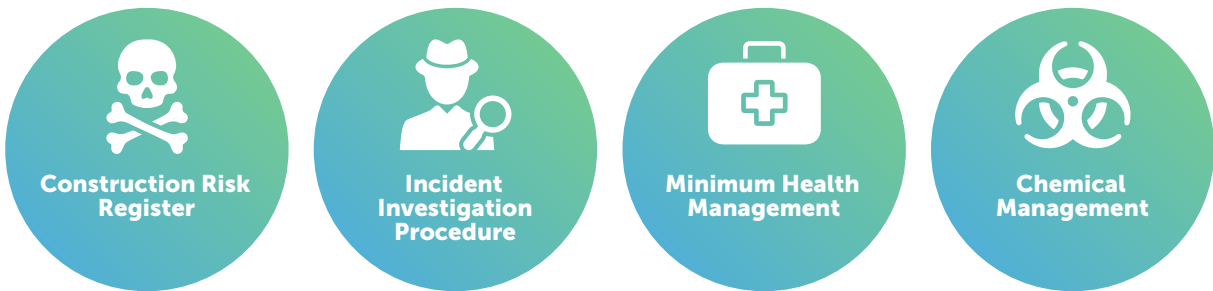 Construction Risk
Register
Incident
Investigation
Procedure
Minimum Health
Management
Chemical
Management